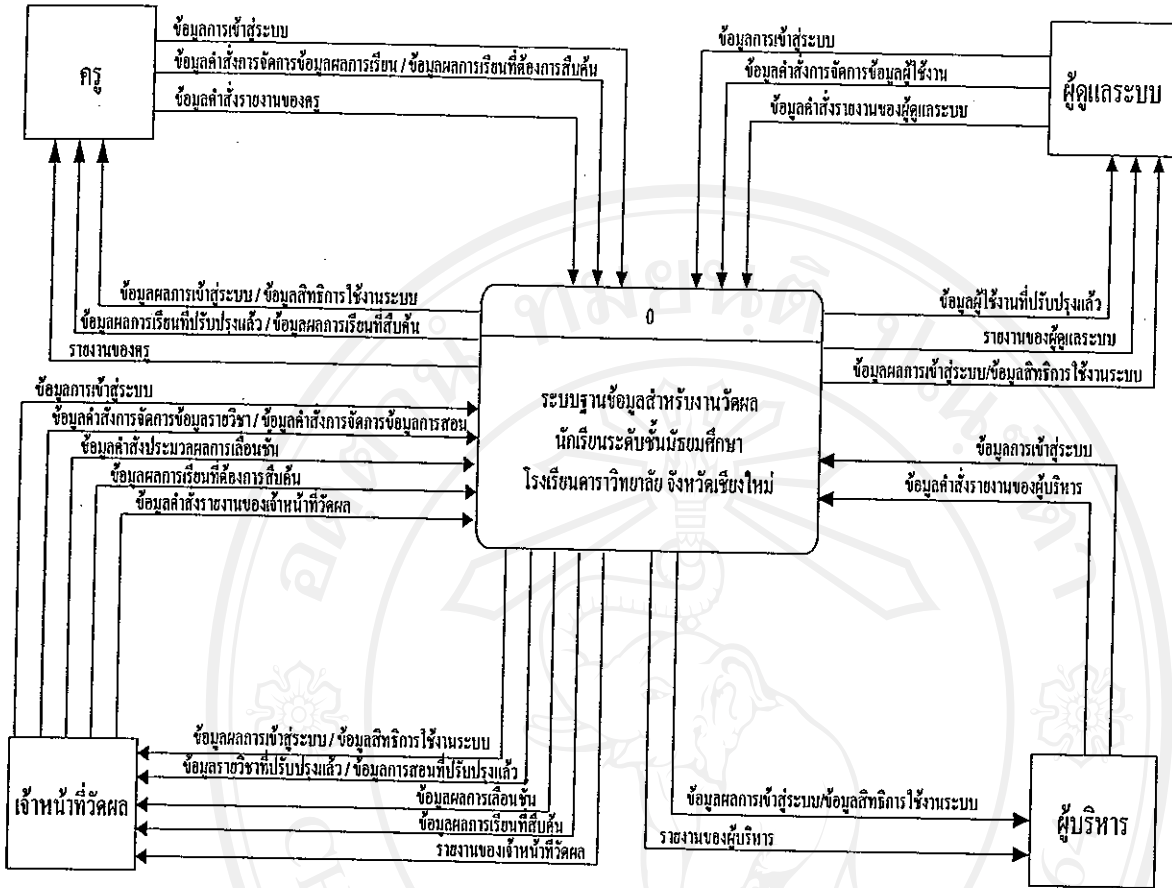 ข้อมูลการเข้าสู่ระบบ
ข้อมูลคำสั่งการจัดการข้อมูลผลการเรียน / ข้อมูลผลการเรียนที่ต้องการสืบค้น
ครู
ข้อมูลคำสั่งรายงานของครู
ข้อมูลการเข้าสู่ระบบ
ข้อมูลคำสั่งการจัดการข้อมูลผู้ใช้งาน
ผู้ดูแลระบบ
ข้อมูลคำสั่งรายงานของผู้ดูแลระบบ
ข้อมูลผลการเข้าสู่ระบบ / ข้อมูลสิทธิการใช้งานระบบ
ข้อมูลผลการเรียนที่ปรับปรุงแล้ว / ข้อมูลผลการเรียนที่สืบค้น
รายงานของครู
0
ข้อมูลผู้ใช้งานที่ปรับปรุงแล้ว
รายงานของผู้ดูแลระบบ
ข้อมูลผลการเข้าสู่ระบบ/ข้อมูลสิทธิการใช้งานระบบ
ข้อมูลการเข้าสู่ระบบ
ข้อมูลคำสั่งการจัดการข้อมูลรายวิชา / ข้อมูลคำสั่งการจัดการข้อมูลการสอน
ข้อมูลคำสั่งประมวลผลการเลื่อนชั้น
ข้อมูลผลการเรียนที่ต้องการสืบค้น
ข้อมูลคำสั่งรายงานของเจ้าหน้าที่วัดผล
ระบบฐานข้อมูลสำหรับงานวัดผล
นักเรียนระดับชั้นมัธยมศึกษา
โรงเรียนดาราวิทยาลัย จังหวัดเชียงใหม่
ข้อมูลการเข้าสู่ระบบ
ข้อมูลคำสั่งรายงานของผู้บริหาร
ข้อมูลผลการเข้าสู่ระบบ / ข้อมูลสิทธิการใช้งานระบบ
ข้อมูลรายวิชาที่ปรับปรุงแล้ว / ข้อมูลการสอนที่ปรับปรุงแล้ว
เจ้าหน้าที่วัดผล
ข้อมูลผลการเลื่อนชั้น
ข้อมูลผลการเรียนที่สืบค้น
รายงานของเจ้าหน้าที่วัดผล
ข้อมูลผลการเข้าสู่ระบบ/ข้อมูลสิทธิการใช้งานระบบ
รายงานของผู้บริหาร
ผู้บริหาร